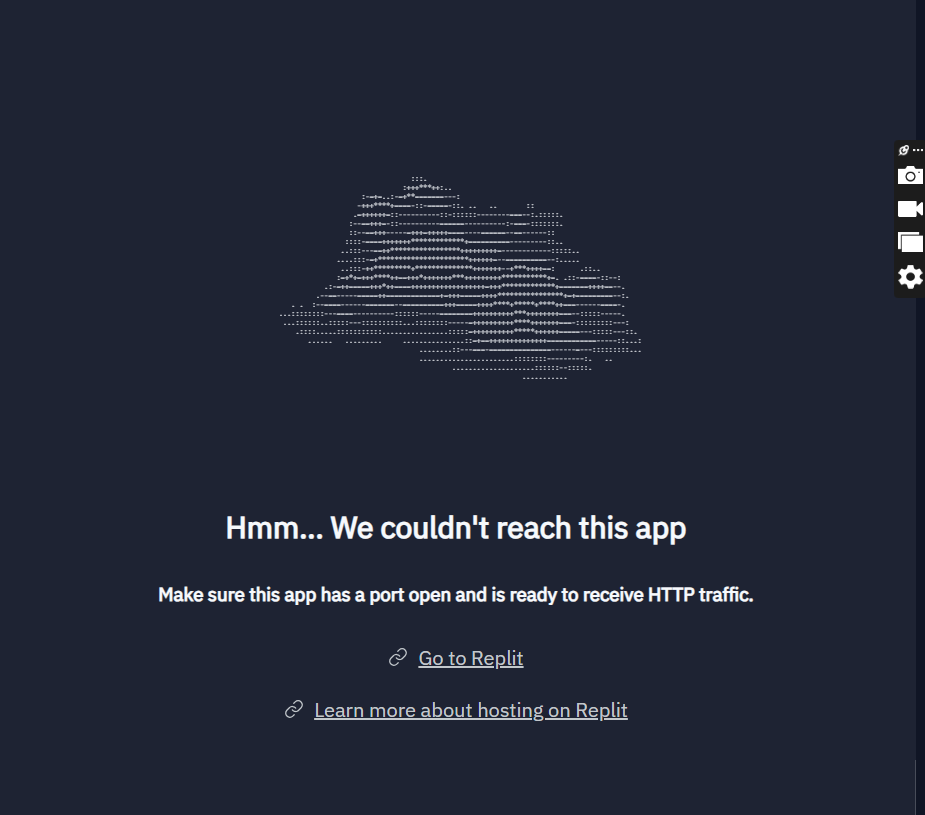 Hmm... We couldn't reach this app
Make sure this app has a port open and is ready to receive HTTP traffic.
Go to Replit
Learn more about hosting on Replit